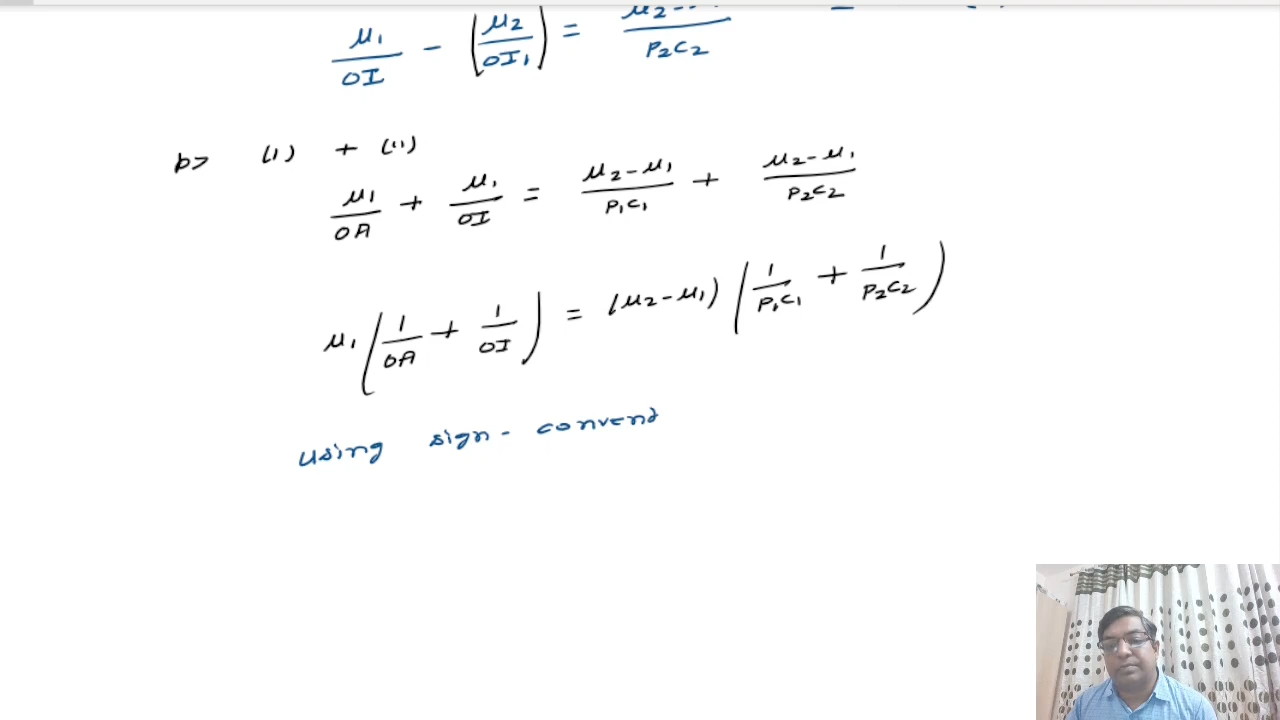 μ₁/OI - (μ₂/OI₁) = μ₂-μ₁/P₂C₂
b> (i) + (ii)
μ₁/OA + μ₁/OI = μ₂-μ₁/P₁C₁ + μ₂-μ₁/P₂C₂
μ₁(1/OA + 1/OI) = (μ₂-μ₁)(1/P₁C₁ + 1/P₂C₂)
using sign- convent